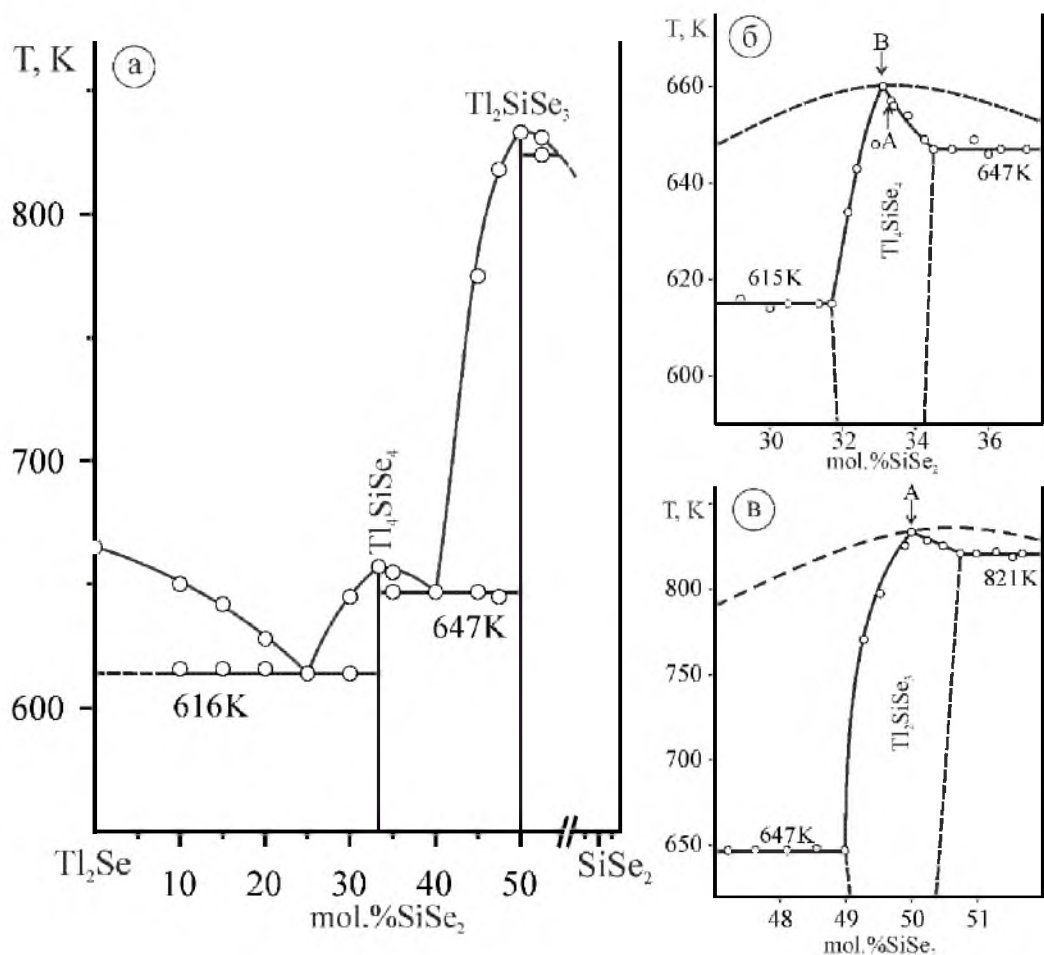 T, K
а
Tl₂SiSe₃
800
Tl₄SiSe₄
700
647K
600
616K
Tl₂Se
10
20
30
40
50
SiSe₂
mol.%SiSe₂
T, K
б
B
660
A
647K
640
Tl₄SiSe₄
620
615K
600
30
32
34
36
mol.%SiSe₂
T, K
в
A
800
821K
750
Tl₂SiSe₃
700
647K
650
48
49
50
51
mol.%SiSe₂